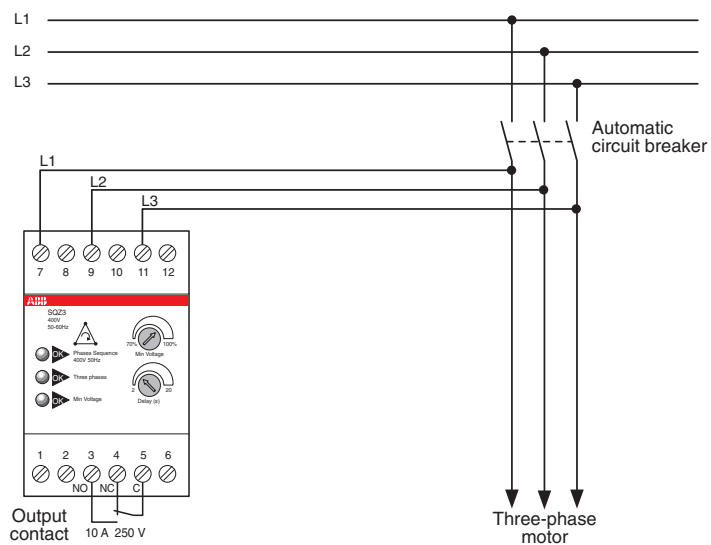 L1
L2
L3
Automatic
circuit breaker
L1
L2
L3
7 8 9 10 11 12
ABB
SQZ3
400V
50-60Hz
70% 100%
Min Voltage
OK Phases Sequence
400V 50Hz
OK Three phases
2 20
Delay (s)
OK Min Voltage
1 2 3 4 5 6
NO NC C
Output
contact
10 A 250 V
Three-phase
motor